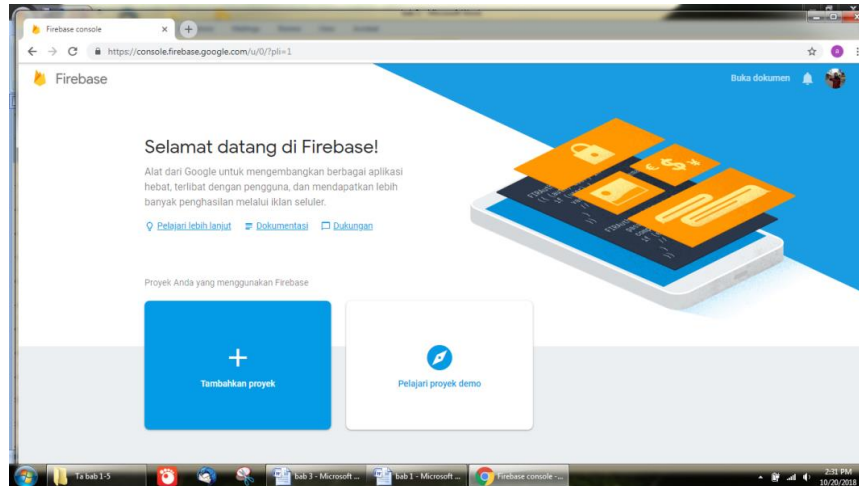 Firebase console
https://console.firebase.google.com/u/0/?pli=1
Firebase
Buka dokumen
Selamat datang di Firebase!
Alat dari Google untuk mengembangkan berbagai aplikasi
hebat, terlibat dengan pengguna, dan mendapatkan lebih
banyak penghasilan melalui iklan seluler.
Pelajari lebih lanjut Dokumentasi Dukungan
Proyek Anda yang menggunakan Firebase
Tambahkan proyek
Pelajari proyek demo
Ta bab 1-5
bab 3 - Microsoft ...
bab 1 - Microsoft ...
Firebase console -...
2:31 PM
10/20/2018